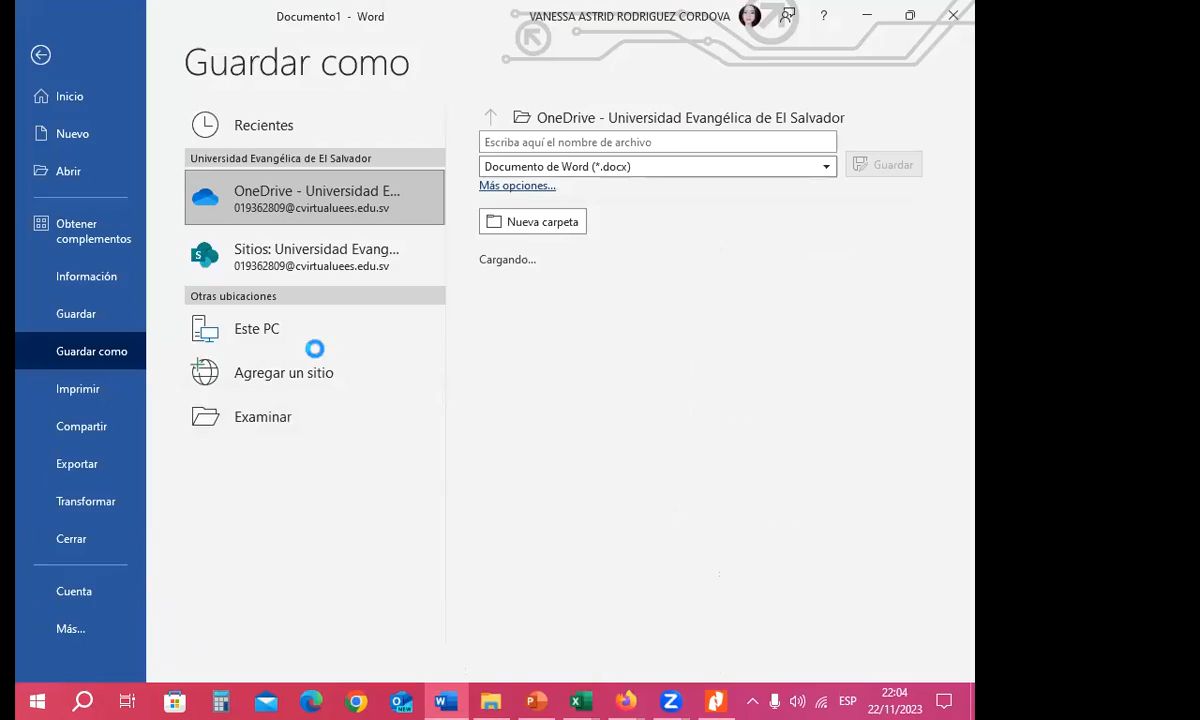 Documento1 - Word
VANESSA ASTRID RODRIGUEZ CORDOVA
?
Guardar como
Inicio
Nuevo
Abrir
Obtener
complementos
Información
Guardar
Guardar como
Imprimir
Compartir
Exportar
Transformar
Cerrar
Cuenta
Más...
Recientes
Universidad Evangélica de El Salvador
OneDrive - Universidad E...
019362809@cvirtualuees.edu.sv
S
Sitios: Universidad Evang...
019362809@cvirtualuees.edu.sv
Otras ubicaciones
Este PC
Agregar un sitio
Examinar
OneDrive - Universidad Evangélica de El Salvador
Escriba aquí el nombre de archivo
Documento de Word (*.docx)
Guardar
Más opciones...
Nueva carpeta
Cargando...
ESP
22:04
22/11/2023